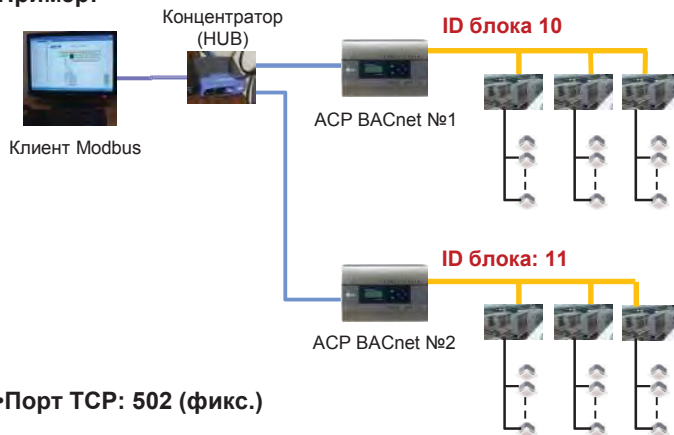 Пример:
Концентратор
(HUB)
ID блока 10
ACP BACnet №1
Клиент Modbus
ID блока: 11
ACP BACnet №2
•Порт TCP: 502 (фикс.)